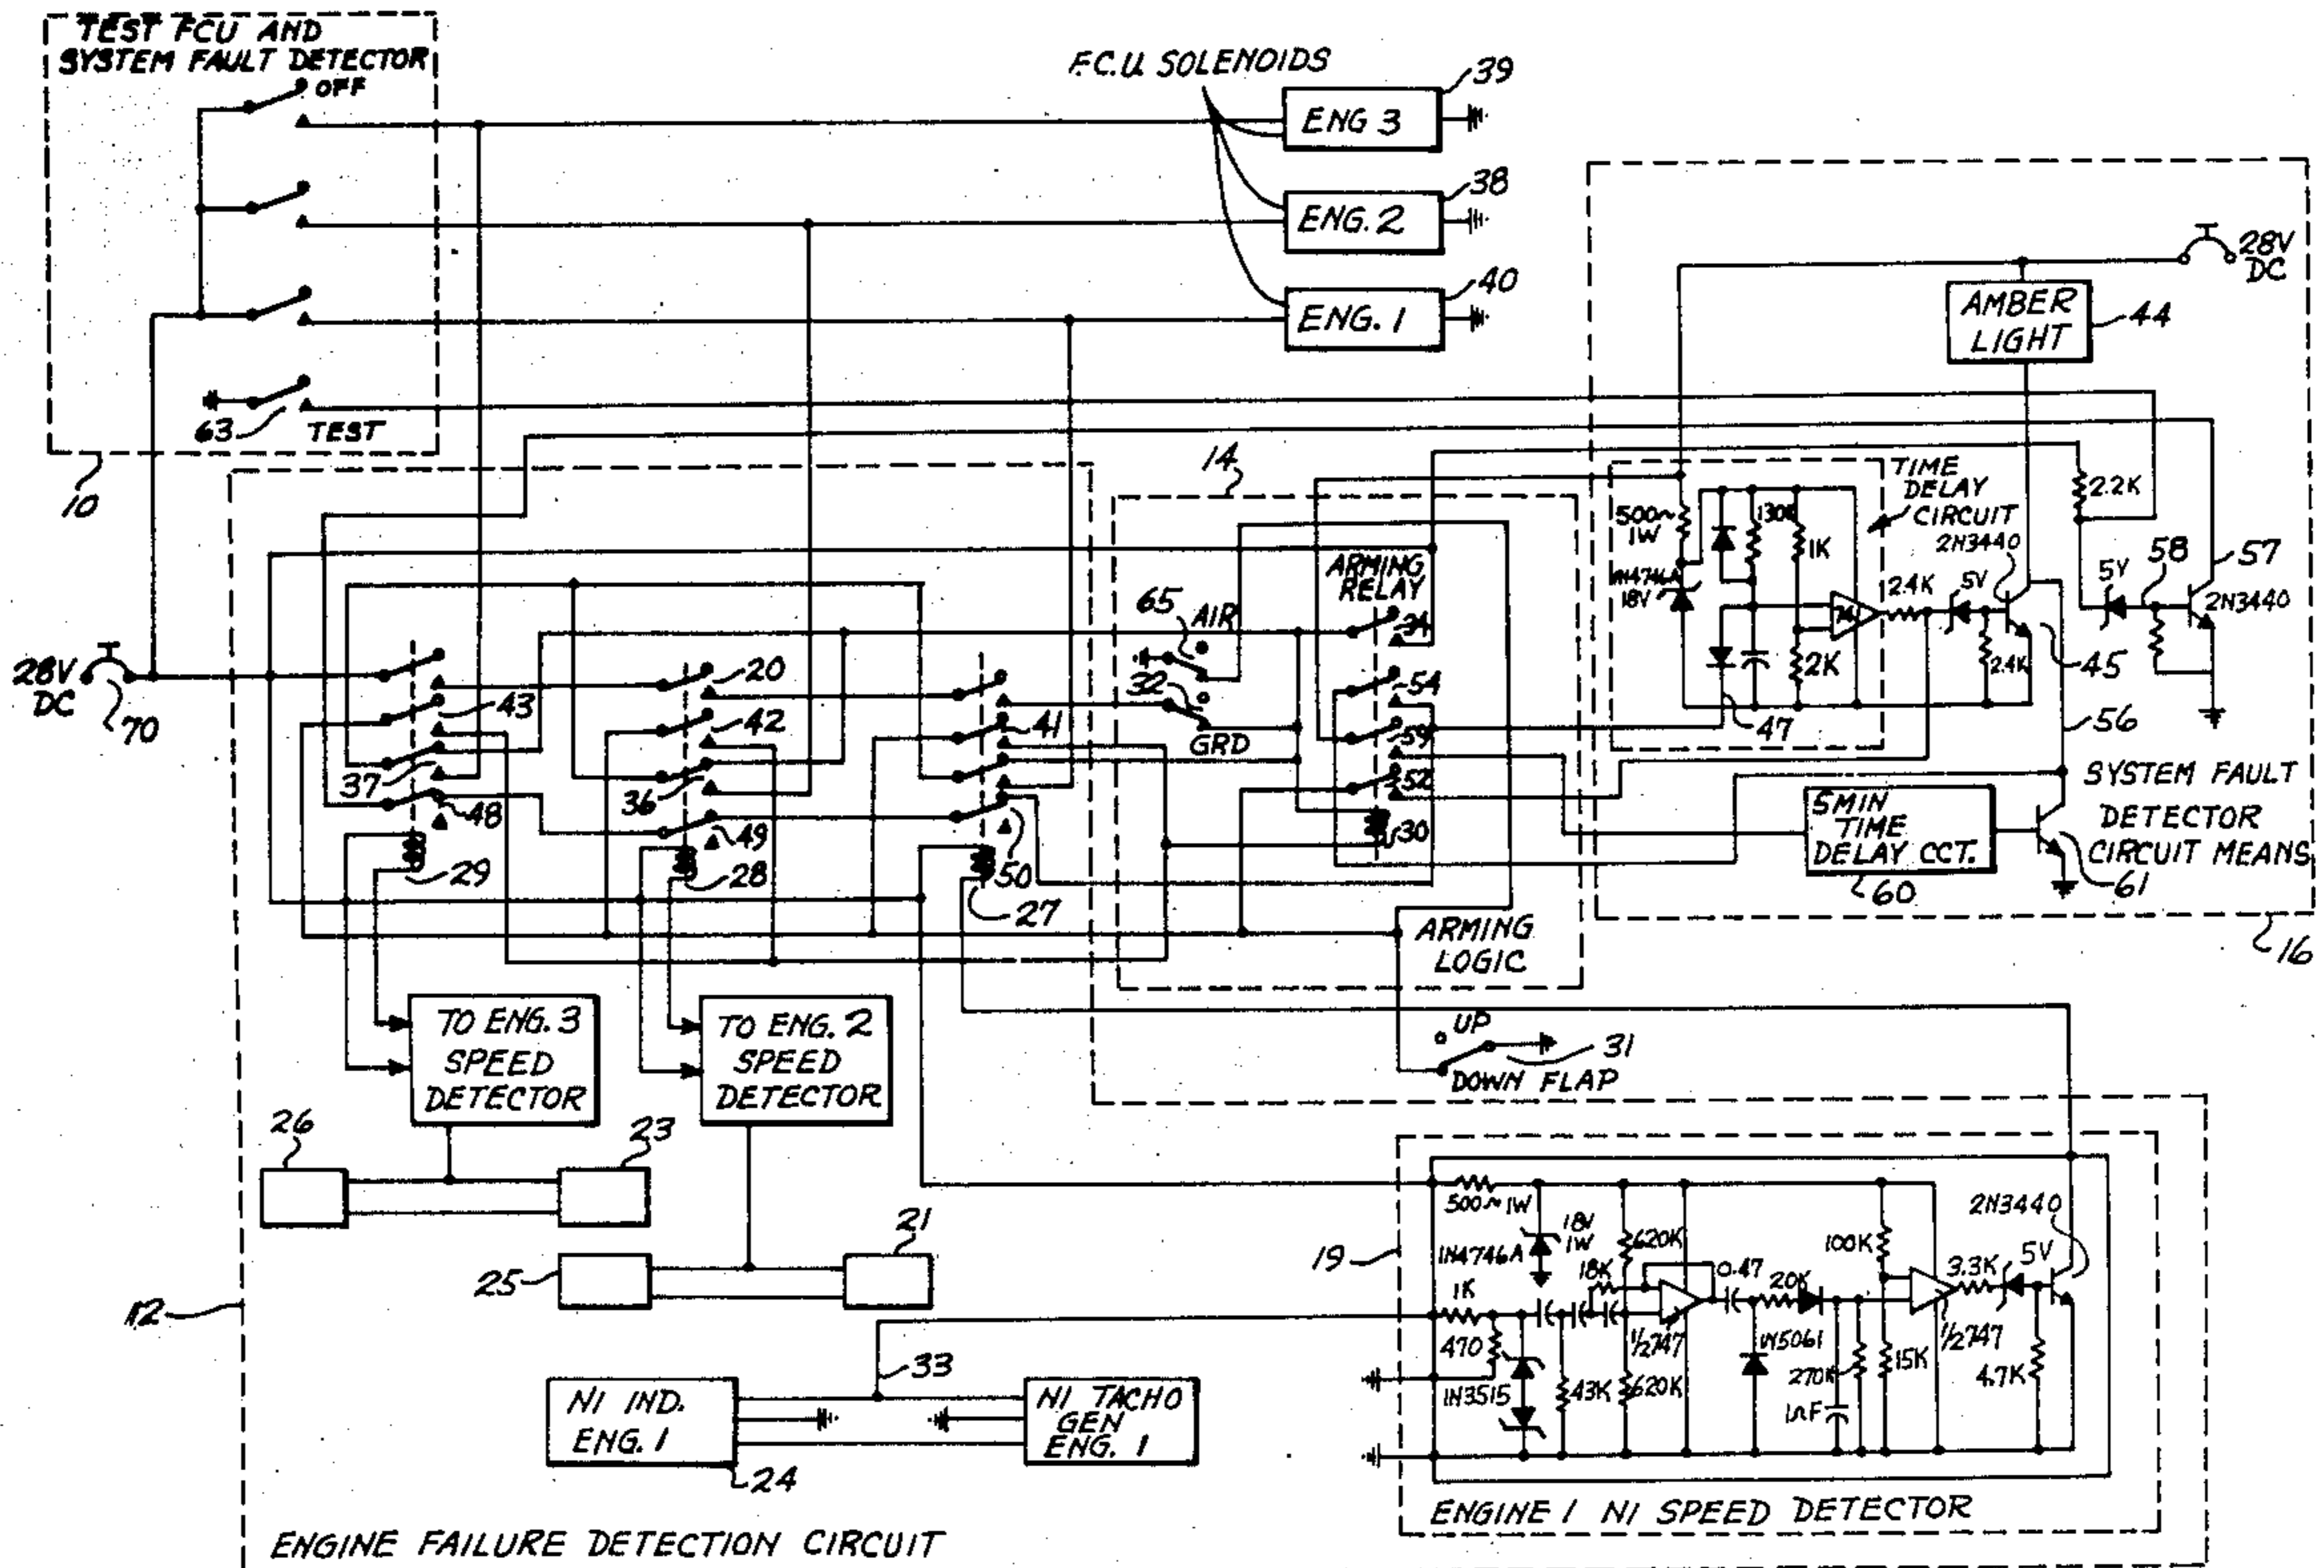 TEST FCU AND
SYSTEM FAULT DETECTOR
OFF
63
TEST
10
F.C.U. SOLENOIDS
39
ENG 3
38
ENG. 2
40
ENG. 1
28V
DC
AMBER
LIGHT
44
14
TIME
DELAY
CIRCUIT
2N3440
500~
1W
130K
1K
1N4746A
18V
2K
2.4K
5V
2.4K
45
47
2.2K
5V
58
57
2N3440
56
ARMING
RELAY
65
AIR
32
GRD
34
54
59
52
30
ARMING
LOGIC
5 MIN
TIME
DELAY CCT.
60
61
SYSTEM FAULT
DETECTOR
CIRCUIT MEANS
16
28V
DC
70
43
37
48
29
20
42
36
49
28
41
50
27
UP
31
DOWN FLAP
TO ENG. 3
SPEED
DETECTOR
TO ENG. 2
SPEED
DETECTOR
26
23
25
21
12
33
N1 IND.
ENG. 1
24
N1 TACHO
GEN
ENG. 1
19
500~1W
1N4746A
18V
1W
620K
18K
1K
470
1N3515
43K
620K
1/2747
0.47
20K
1N5061
270K
100K
15K
1/2747
3.3K
5V
4.7K
2N3440
ENGINE 1 N1 SPEED DETECTOR
ENGINE FAILURE DETECTION CIRCUIT